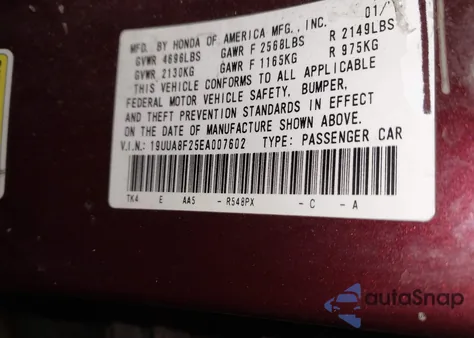 MFD. BY HONDA OF AMERICA MFG., INC. 01/
GVWR 4696LBS GAWR F 2568LBS R 2149LBS
GVWR 2130KG GAWR F 1165KG R 975KG
THIS VEHICLE CONFORMS TO ALL APPLICABLE
FEDERAL MOTOR VEHICLE SAFETY, BUMPER,
AND THEFT PREVENTION STANDARDS IN EFFECT
ON THE DATE OF MANUFACTURE SHOWN ABOVE.
V.I.N.: 19UUA8F25EA007602 TYPE: PASSENGER CAR
TK4 E AA5 - R548PX - C - A
autaSnap